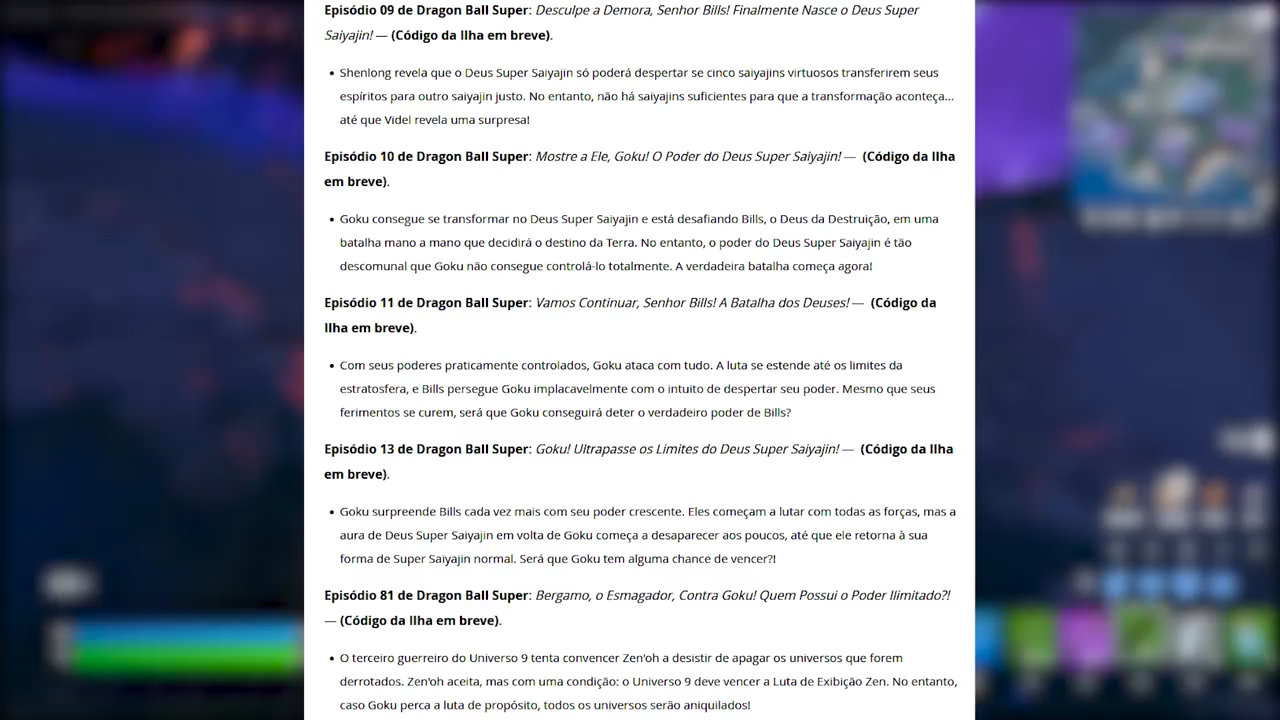 Episódio 09 de Dragon Ball Super: Desculpe a Demora, Senhor Bills! Finalmente Nasce o Deus Super
Saiyajin! — (Código da Ilha em breve).
• Shenlong revela que o Deus Super Saiyajin só poderá despertar se cinco saiyajins virtuosos transferirem seus
espíritos para outro saiyajin justo. No entanto, não há saiyajins suficientes para que a transformação aconteça...
até que Videl revela uma surpresa!
Episódio 10 de Dragon Ball Super: Mostre a Ele, Goku! O Poder do Deus Super Saiyajin! — (Código da Ilha
em breve).
• Goku consegue se transformar no Deus Super Saiyajin e está desafiando Bills, o Deus da Destruição, em uma
batalha mano a mano que decidirá o destino da Terra. No entanto, o poder do Deus Super Saiyajin é tão
descomunal que Goku não consegue controlá-lo totalmente. A verdadeira batalha começa agora!
Episódio 11 de Dragon Ball Super: Vamos Continuar, Senhor Bills! A Batalha dos Deuses! — (Código da
Ilha em breve).
• Com seus poderes praticamente controlados, Goku ataca com tudo. A luta se estende até os limites da
estratosfera, e Bills persegue Goku implacavelmente com o intuito de despertar seu poder. Mesmo que seus
ferimentos se curem, será que Goku conseguirá deter o verdadeiro poder de Bills?
Episódio 13 de Dragon Ball Super: Goku! Ultrapasse os Limites do Deus Super Saiyajin! — (Código da Ilha
em breve).
• Goku surpreende Bills cada vez mais com seu poder crescente. Eles começam a lutar com todas as forças, mas a
aura de Deus Super Saiyajin em volta de Goku começa a desaparecer aos poucos, até que ele retorna à sua
forma de Super Saiyajin normal. Será que Goku tem alguma chance de vencer?!
Episódio 81 de Dragon Ball Super: Bergamo, o Esmagador, Contra Goku! Quem Possui o Poder Ilimitado?!
— (Código da Ilha em breve).
• O terceiro guerreiro do Universo 9 tenta convencer Zen'oh a desistir de apagar os universos que forem
derrotados. Zen'oh aceita, mas com uma condição: o Universo 9 deve vencer a Luta de Exibição Zen. No entanto,
caso Goku perca a luta de propósito, todos os universos serão aniquilados!